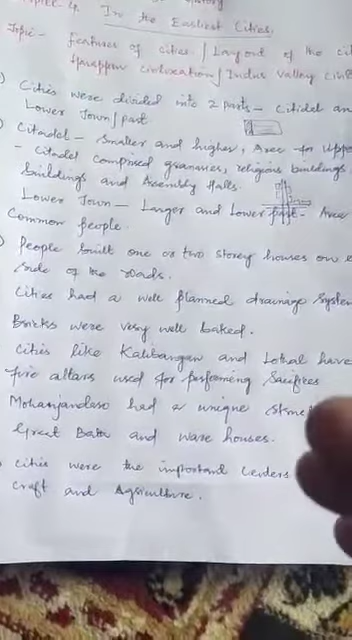 In the Earliest Cities.
Topic - features of cities / Layout of the
Harappan civilization / Indus Valley
Cities were divided into 2 parts - Citidel
Lower Town / part
Citadel - Smaller and higher, Area for
- Citadel comprised granaries, religious buildings
buildings and Assembly Halls.
Lower Town - Larger and Lower part - Area
Common people.
People built one or two storey houses on
side of the roads.
Cities had a well planned drainage system
Bricks were very well baked.
Cities like Kalibangan and Lothal have
fire altars used for performing Sacrifices
Mohanjandaso had a unique
Great Bath and ware houses.
Cities were the important
craft and Agriculture.